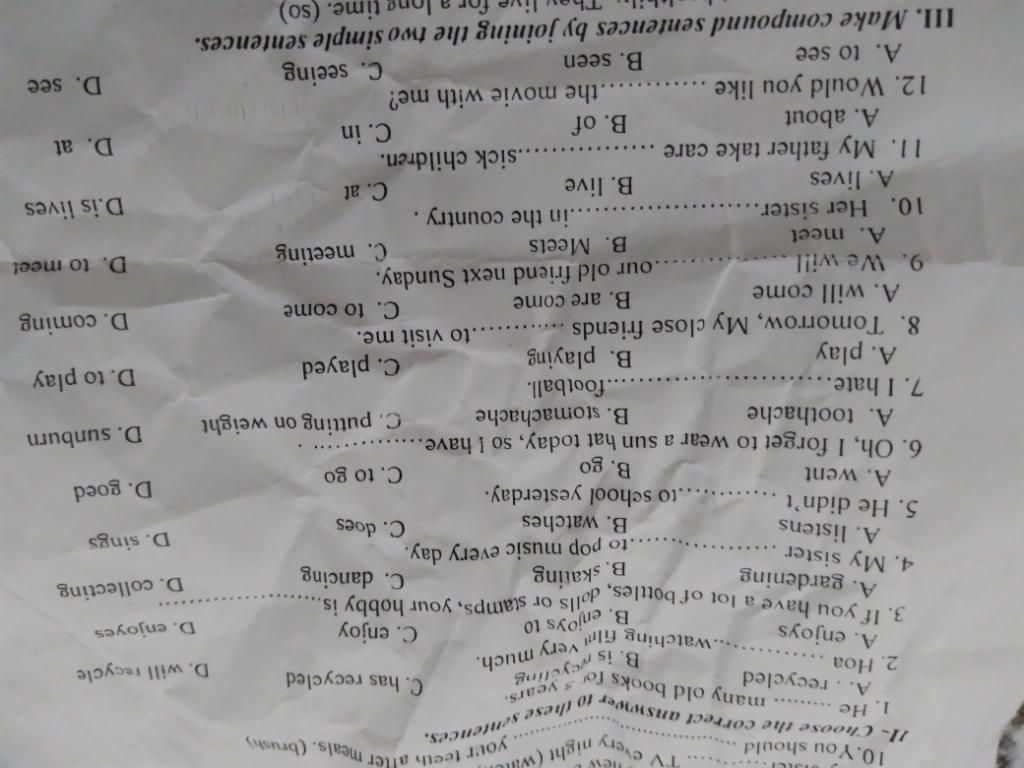 new
TV every night (
10. You should .................... your teeth after meals. (brush)
II- Choose the correct answwer to these sentences.
1. He ......... many old books for 5 years.
A. . recycled B. is recycling C. has recycled D. will recycle
2. Hoa .............watching film very much.
A. enjoys B. enjoys to C. enjoy D. enjoyes
3. If you have a lot of bottles, dolls or stamps, your hobby is......................
A. gardening B. skating C. dancing D. collecting
4. My sister ....................to pop music every day.
A. listens B. watches C. does D. sings
5. He didn't .............to school yesterday.
A. went B. go C. to go D. goed
6. Oh, I forget to wear a sun hat today, so I have............... .
A. toothache B. stomachache C. putting on weight D. sunburn
7. I hate..........................football.
A. play B. playing C. played D. to play
8. Tomorrow, My close friends ............to visit me.
A. will come B. are come C. to come D. coming
9. We will ................our old friend next Sunday.
A. meet B. Meets C. meeting D. to meet
10. Her sister.......................in the country .
A. lives B. live C. at D.is lives
11. My father take care .................sick children.
A. about B. of C. in D. at
12. Would you like .............the movie with me?
A. to see B. seen C. seeing D. see
III. Make compound sentences by joining the two simple sentences.
They live for a long time. (so)